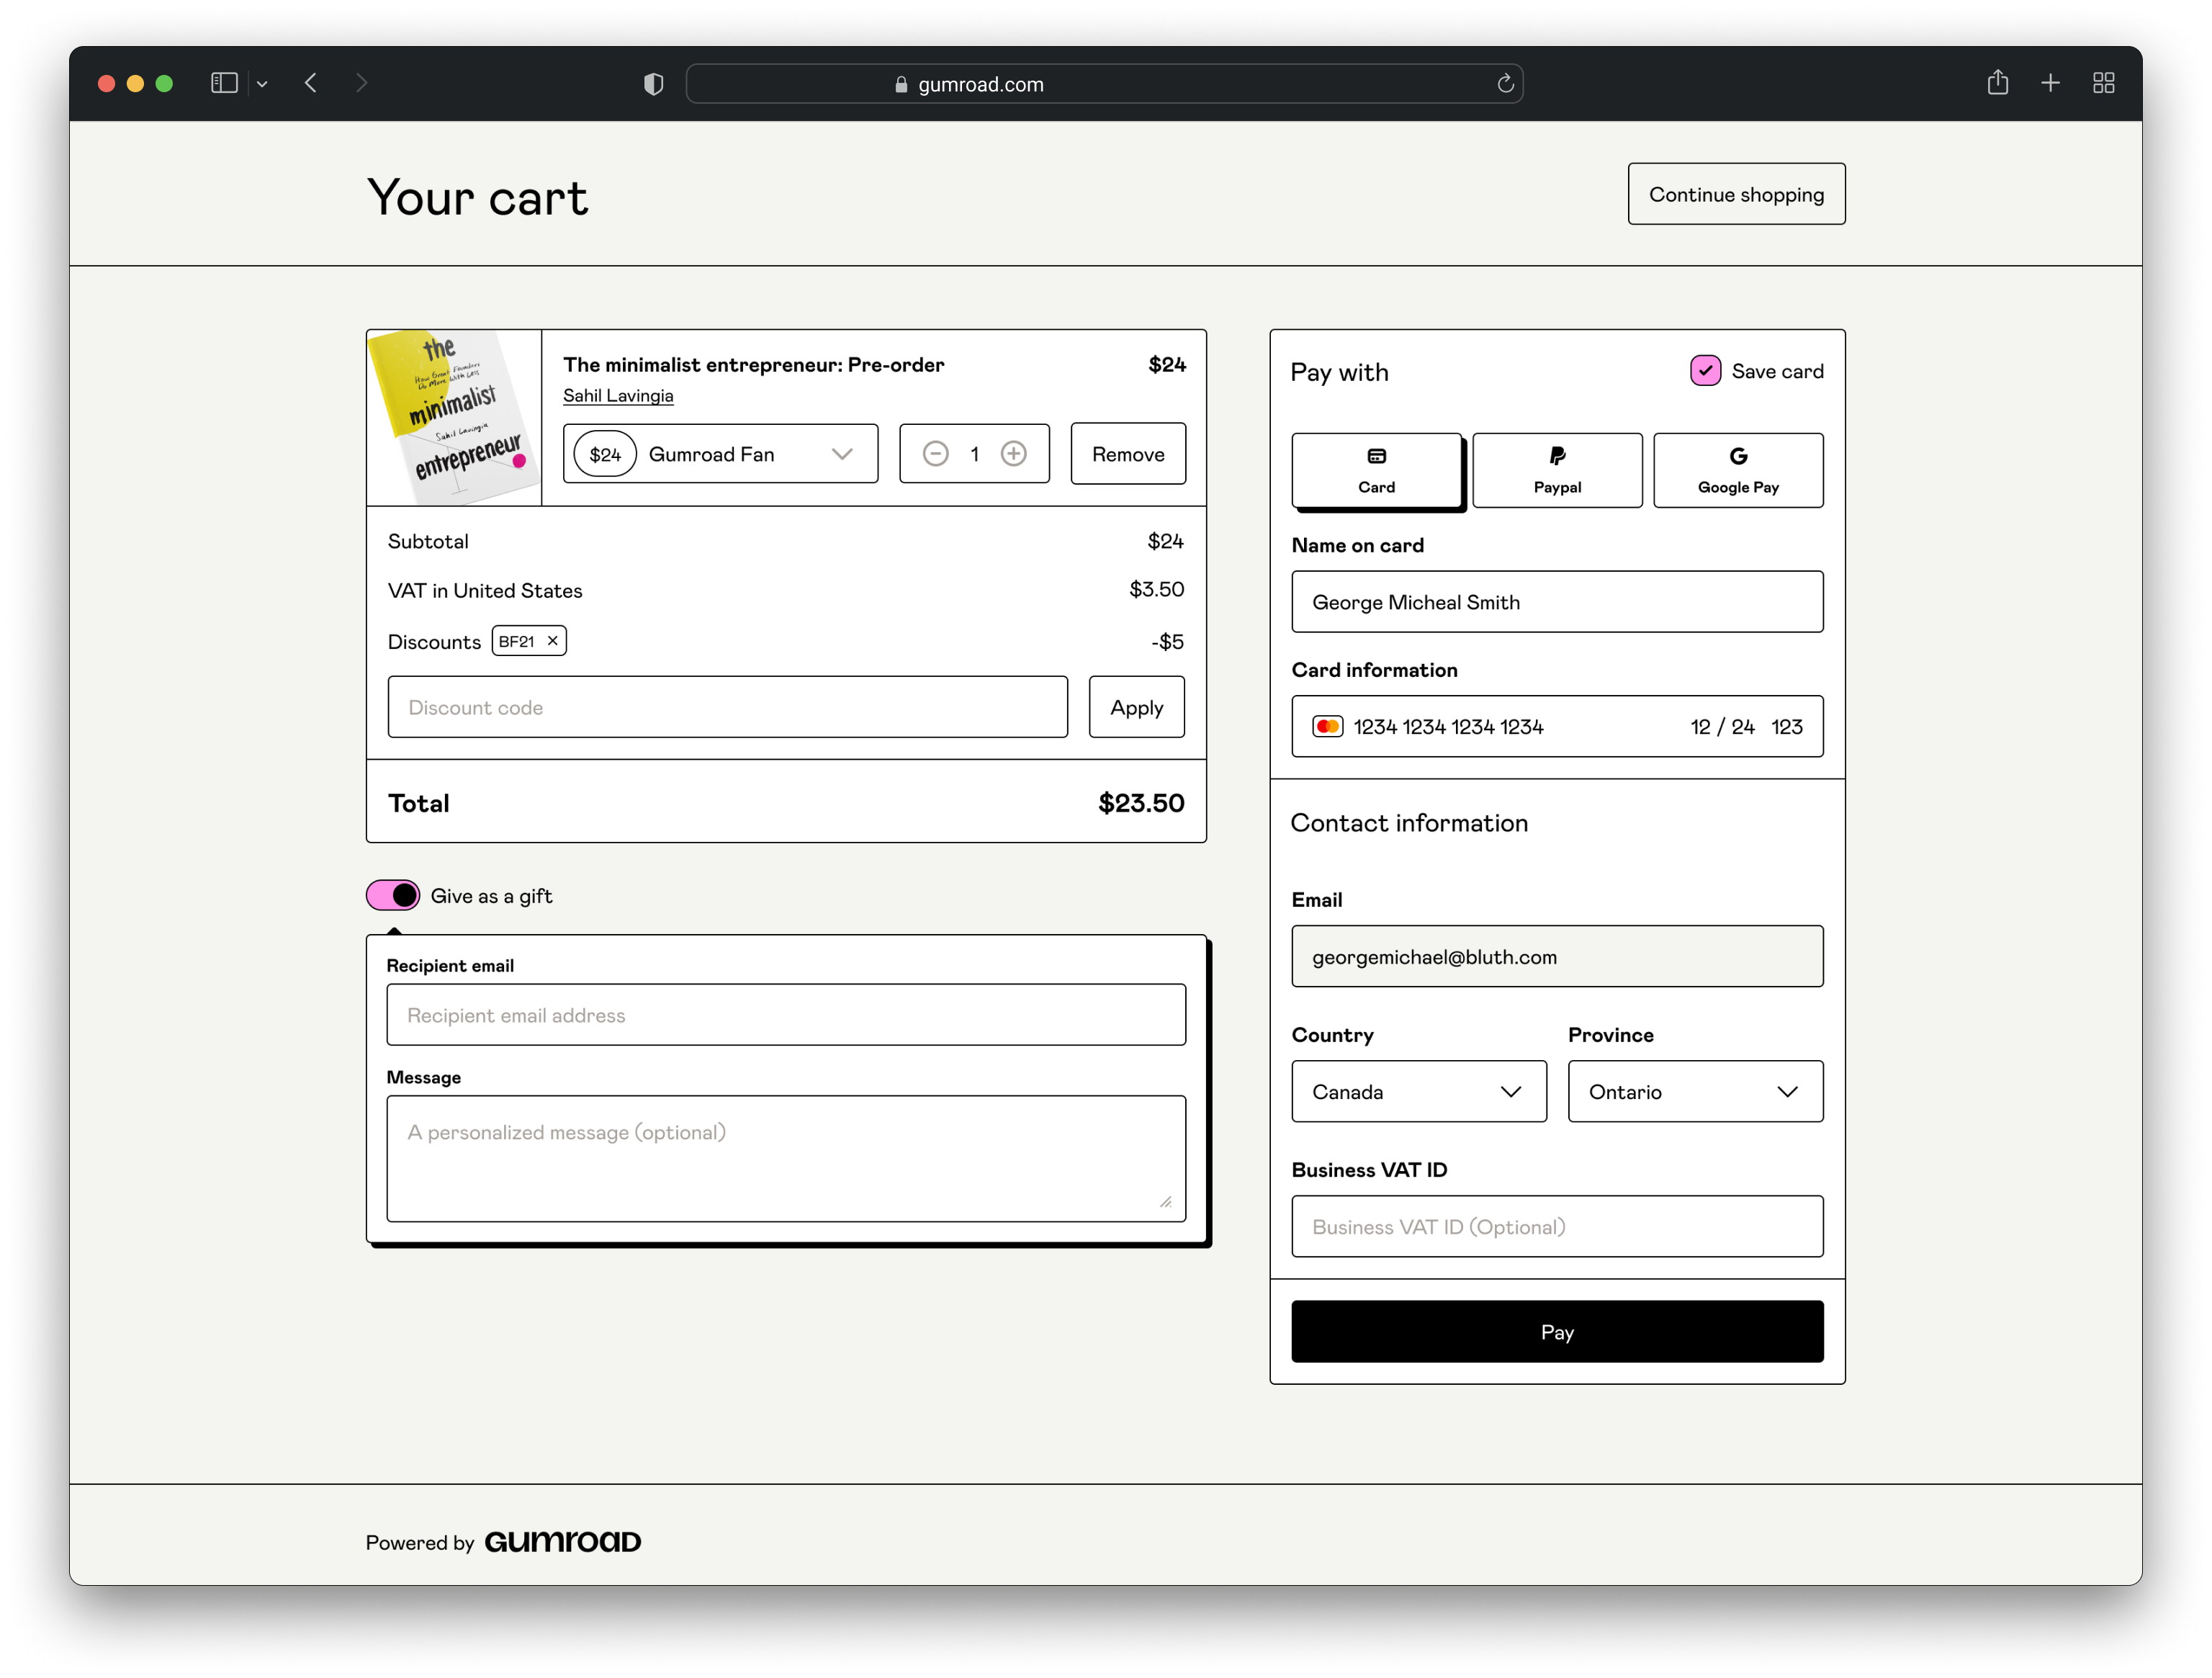 gumroad.com
Your cart
Continue shopping
the
How Great Founders
Do More With Less
minimalist
Sahil Lavingia
entrepreneur
The minimalist entrepreneur: Pre-order
$24
Sahil Lavingia
$24 Gumroad Fan
1
Remove
Subtotal
$24
VAT in United States
$3.50
Discounts BF21
-$5
Discount code
Apply
Total
$23.50
Give as a gift
Recipient email
Recipient email address
Message
A personalized message (optional)
Pay with
Save card
Card
Paypal
Google Pay
Name on card
George Micheal Smith
Card information
1234 1234 1234 1234
12 / 24 123
Contact information
Email
georgemichael@bluth.com
Country
Province
Canada
Ontario
Business VAT ID
Business VAT ID (Optional)
Pay
Powered by GUMROAD